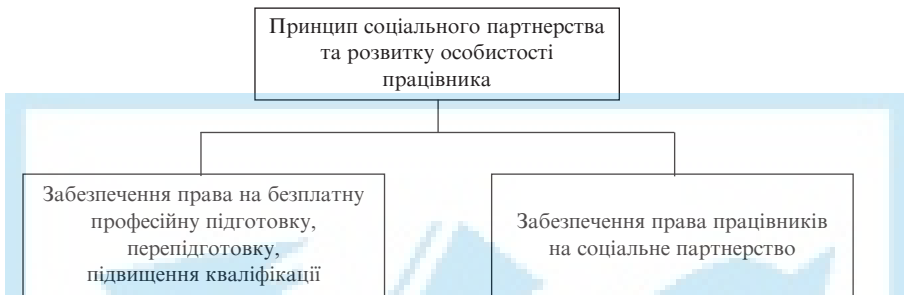 Принцип соціального партнерства
та розвитку особистості
працівника
Забезпечення права на безплатну
професійну підготовку,
перепідготовку,
підвищення кваліфікації
Забезпечення права працівників
на соціальне партнерство